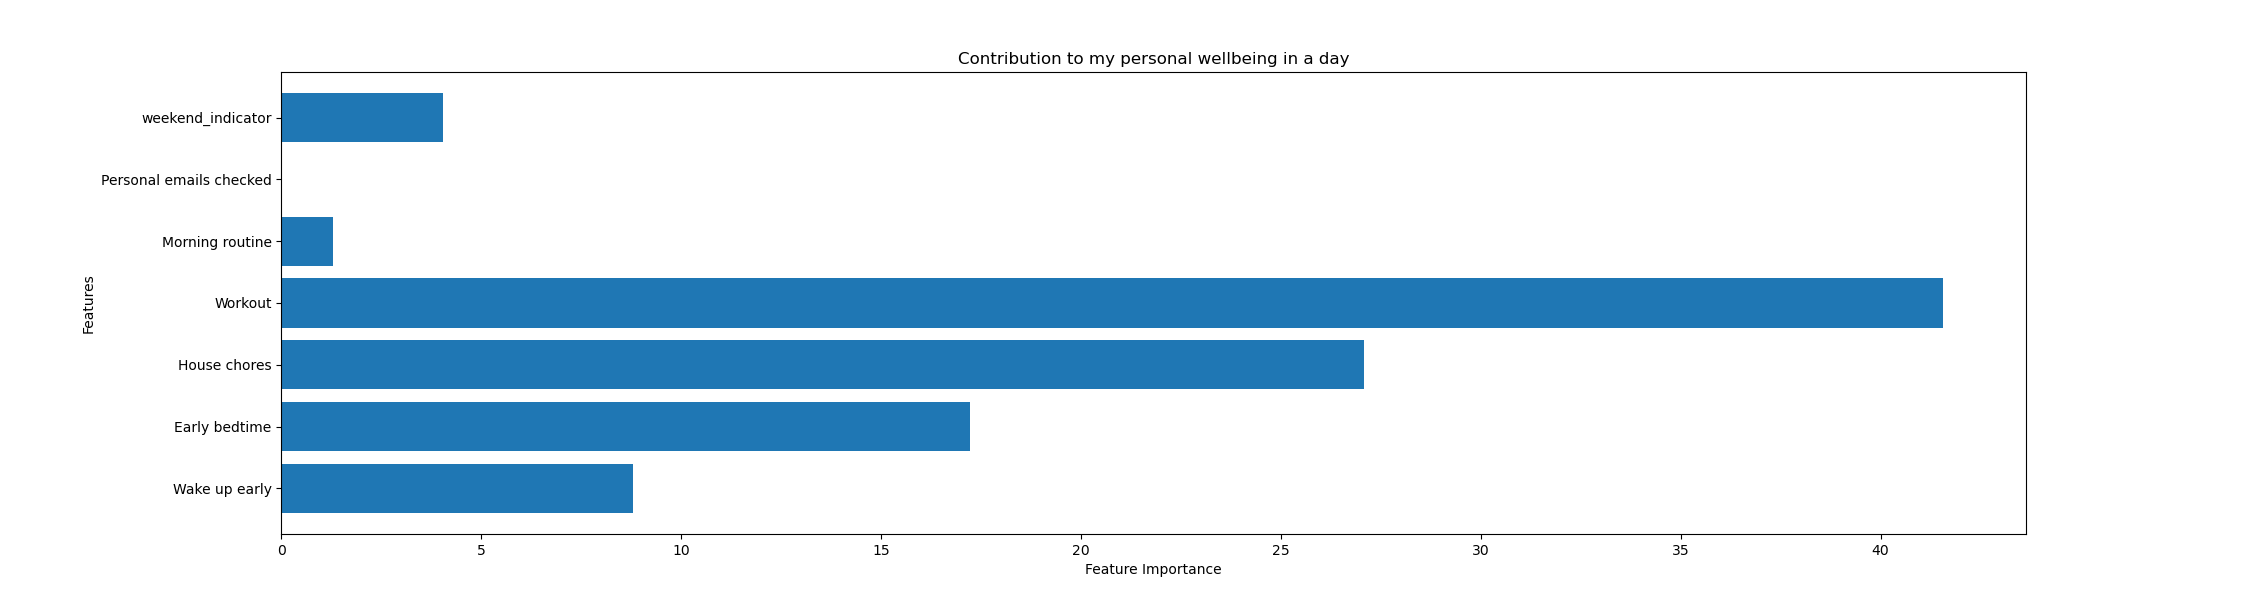 Contribution to my personal wellbeing in a day
weekend_indicator
Personal emails checked
Morning routine
Workout
House chores
Early bedtime
Wake up early
Features
0 5 10 15 20 25 30 35 40
Feature Importance